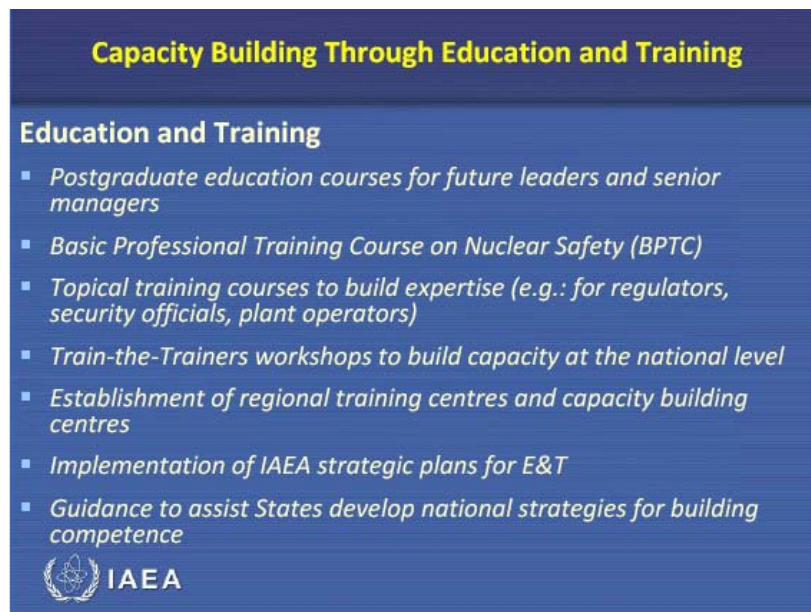 Capacity Building Through Education and Training
Education and Training
▪ Postgraduate education courses for future leaders and senior
managers
▪ Basic Professional Training Course on Nuclear Safety (BPTC)
▪ Topical training courses to build expertise (e.g.: for regulators,
security officials, plant operators)
▪ Train-the-Trainers workshops to build capacity at the national level
▪ Establishment of regional training centres and capacity building
centres
▪ Implementation of IAEA strategic plans for E&T
▪ Guidance to assist States develop national strategies for building
competence
IAEA